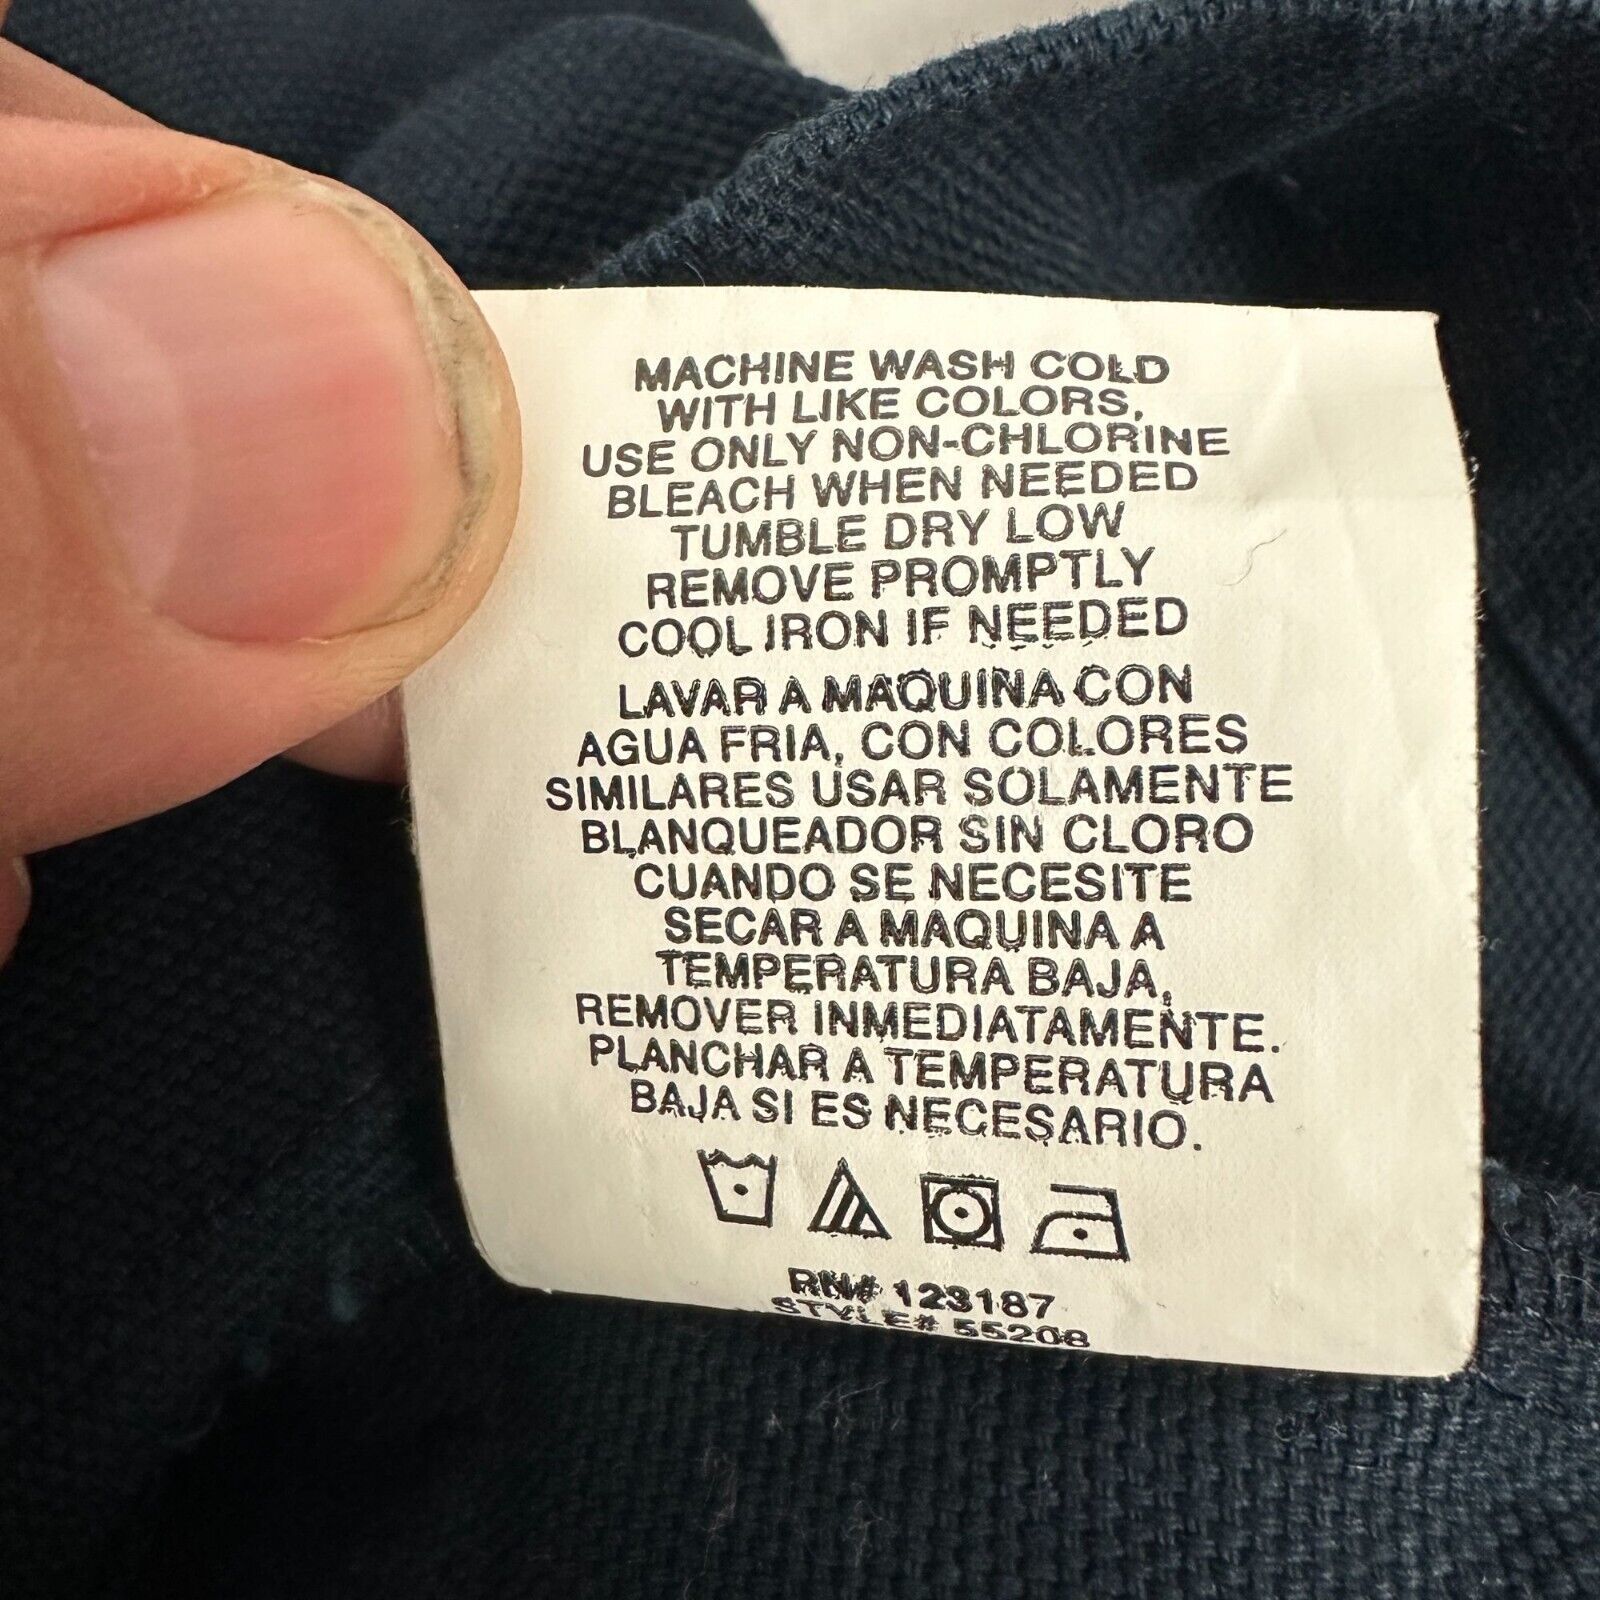 MACHINE WASH COLD
WITH LIKE COLORS,
USE ONLY NON-CHLORINE
BLEACH WHEN NEEDED
TUMBLE DRY LOW
REMOVE PROMPTLY
COOL IRON IF NEEDED
LAVAR A MAQUINA CON
AGUA FRIA, CON COLORES
SIMILARES USAR SOLAMENTE
BLANQUEADOR SIN CLORO
CUANDO SE NECESITE
SECAR A MAQUINA A
TEMPERATURA BAJA,
REMOVER INMEDIATAMENTE.
PLANCHAR A TEMPERATURA
BAJA SI ES NECESARIO.
RN# 123187
STYLE# 55208